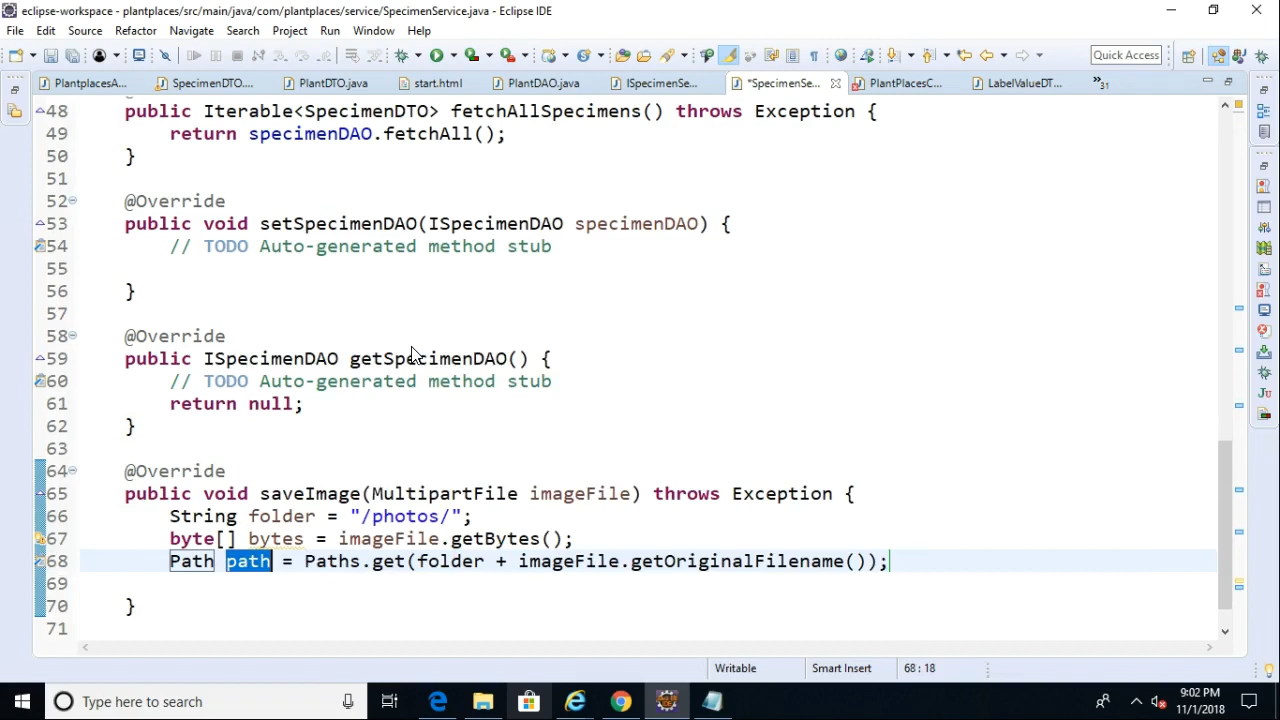 eclipse-workspace - plantplaces/src/main/java/com/plantplaces/service/SpecimenService.java - Eclipse IDE
File Edit Source Refactor Navigate Search Project Run Window Help
Quick Access
PlantplacesA... SpecimenDTO.... PlantDTO.java start.html PlantDAO.java ISpecimenSe... *SpecimenSe... PlantPlacesC... LabelValueDT... »31
48 public Iterable<SpecimenDTO> fetchAllSpecimens() throws Exception {
49 return specimenDAO.fetchAll();
50 }
51
52 @Override
53 public void setSpecimenDAO(ISpecimenDAO specimenDAO) {
54 // TODO Auto-generated method stub
55
56 }
57
58 @Override
59 public ISpecimenDAO getSpecimenDAO() {
60 // TODO Auto-generated method stub
61 return null;
62 }
63
64 @Override
65 public void saveImage(MultipartFile imageFile) throws Exception {
66 String folder = "/photos/";
67 byte[] bytes = imageFile.getBytes();
68 Path path = Paths.get(folder + imageFile.getOriginalFilename());
69
70 }
71
Writable Smart Insert 68 : 18
Type here to search
9:02 PM
11/1/2018